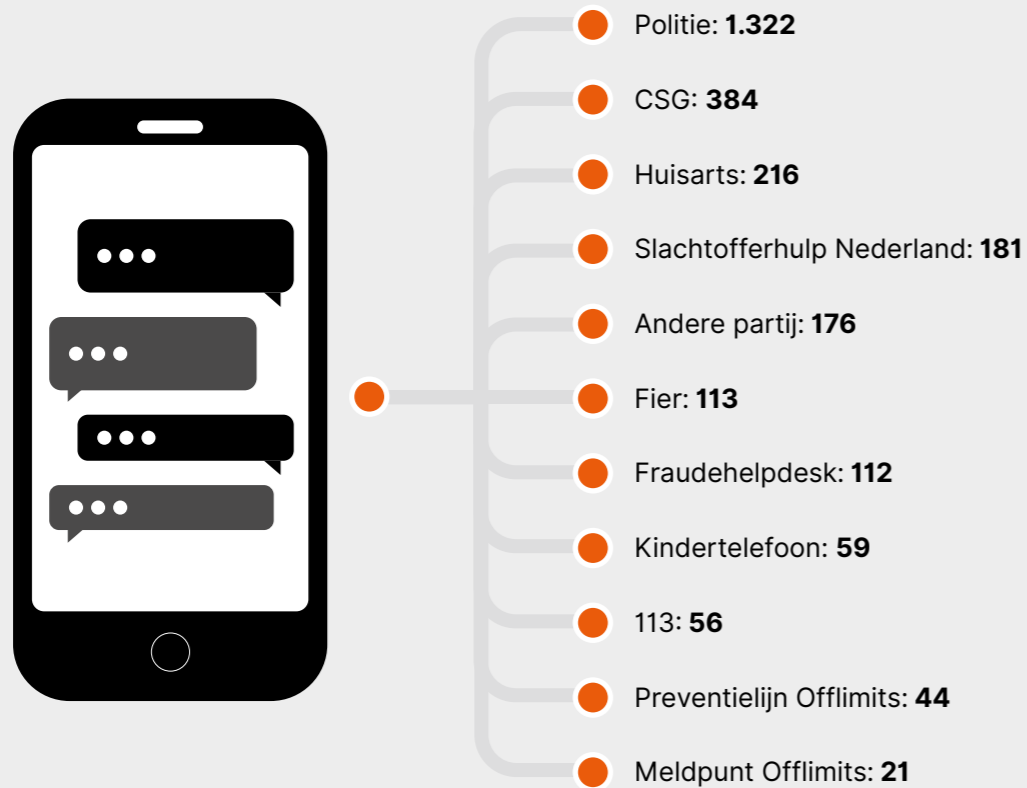 Politie: 1.322
CSG: 384
Huisarts: 216
Slachtofferhulp Nederland: 181
Andere partij: 176
Fier: 113
Fraudehelpdesk: 112
Kindertelefoon: 59
113: 56
Preventielijn Offlimits: 44
Meldpunt Offlimits: 21